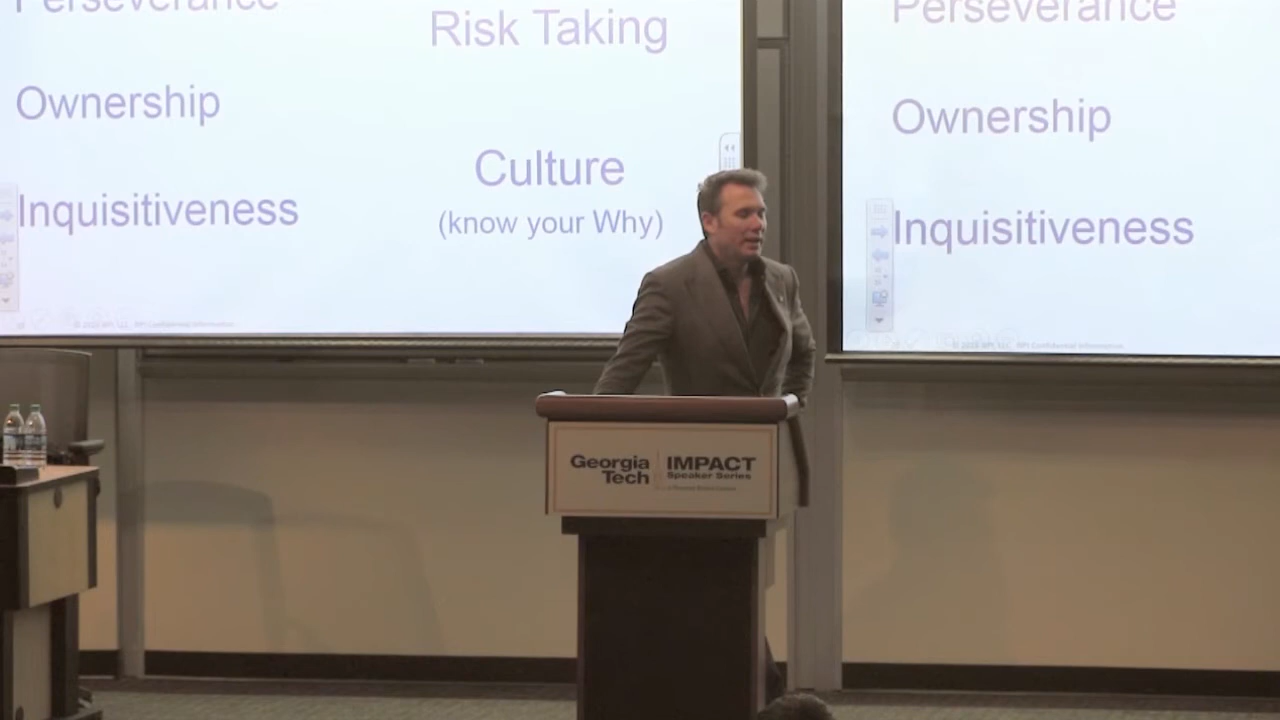 Perseverance
Risk Taking
Ownership
Culture
(know your Why)
Inquisitiveness
Perseverance
Ownership
Inquisitiveness
Georgia Tech
IMPACT
Speaker Series